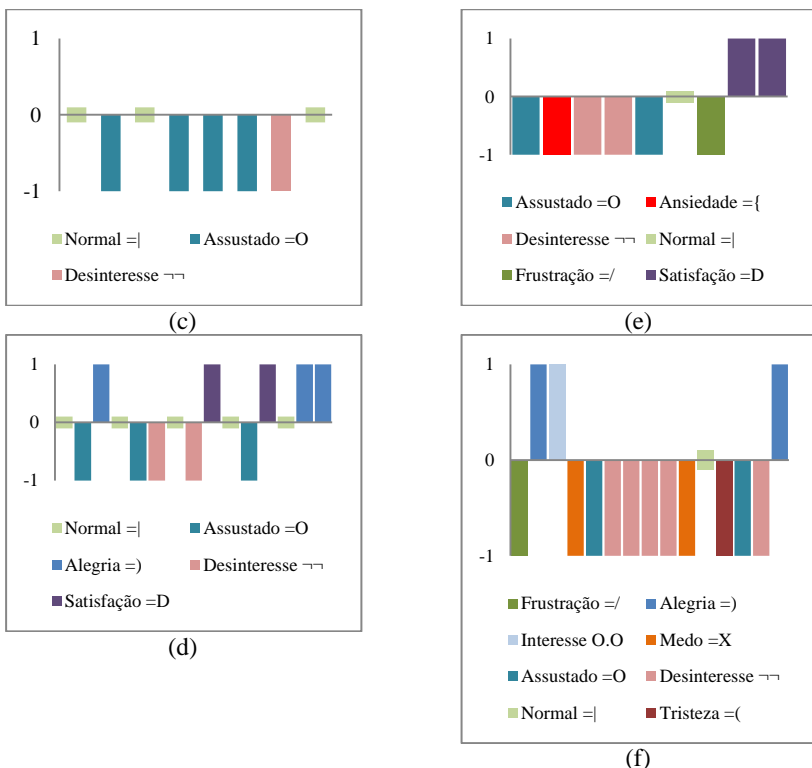 1
0
-1
Normal =|
Assustado =O
Desinteresse ¬¬
(c)
1
0
-1
Assustado =O
Ansiedade ={
Desinteresse ¬¬
Normal =|
Frustração =/
Satisfação =D
(e)
1
0
-1
Normal =|
Assustado =O
Alegria =)
Desinteresse ¬¬
Satisfação =D
(d)
1
0
-1
Frustração =/
Alegria =)
Interesse O.O
Medo =X
Assustado =O
Desinteresse ¬¬
Normal =|
Tristeza =(
(f)